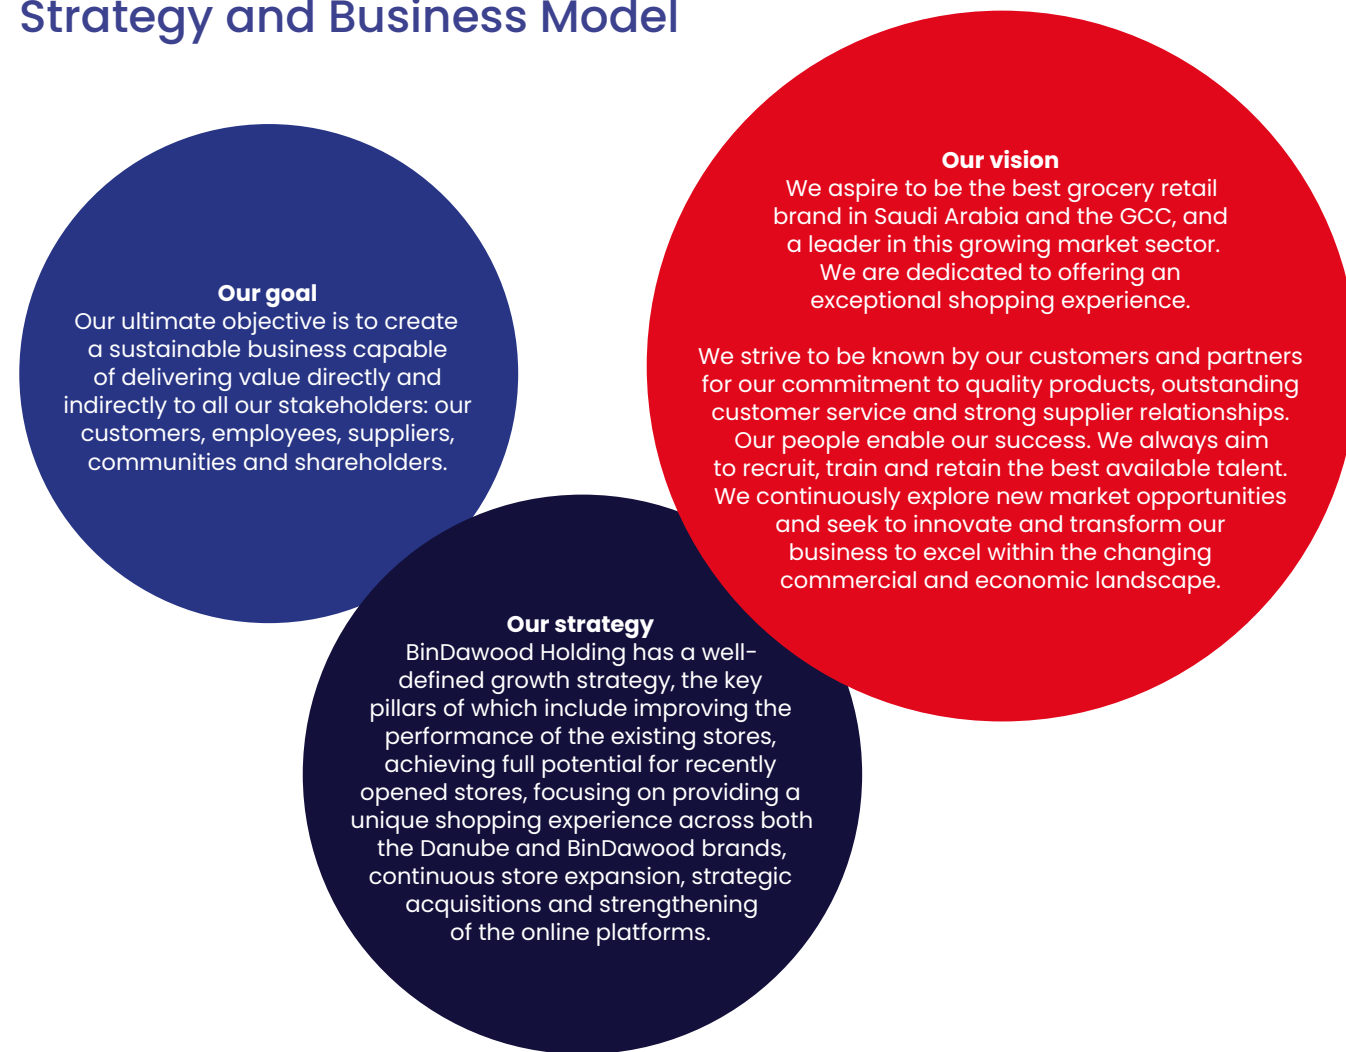 Strategy and Business Model
Our goal
Our ultimate objective is to create
a sustainable business capable
of delivering value directly and
indirectly to all our stakeholders: our
customers, employees, suppliers,
communities and shareholders.
Our vision
We aspire to be the best grocery retail
brand in Saudi Arabia and the GCC, and
a leader in this growing market sector.
We are dedicated to offering an
exceptional shopping experience.
We strive to be known by our customers and partners
for our commitment to quality products, outstanding
customer service and strong supplier relationships.
Our people enable our success. We always aim
to recruit, train and retain the best available talent.
We continuously explore new market opportunities
and seek to innovate and transform our
business to excel within the changing
commercial and economic landscape.
Our strategy
BinDawood Holding has a well-
defined growth strategy, the key
pillars of which include improving the
performance of the existing stores,
achieving full potential for recently
opened stores, focusing on providing a
unique shopping experience across both
the Danube and BinDawood brands,
continuous store expansion, strategic
acquisitions and strengthening
of the online platforms.